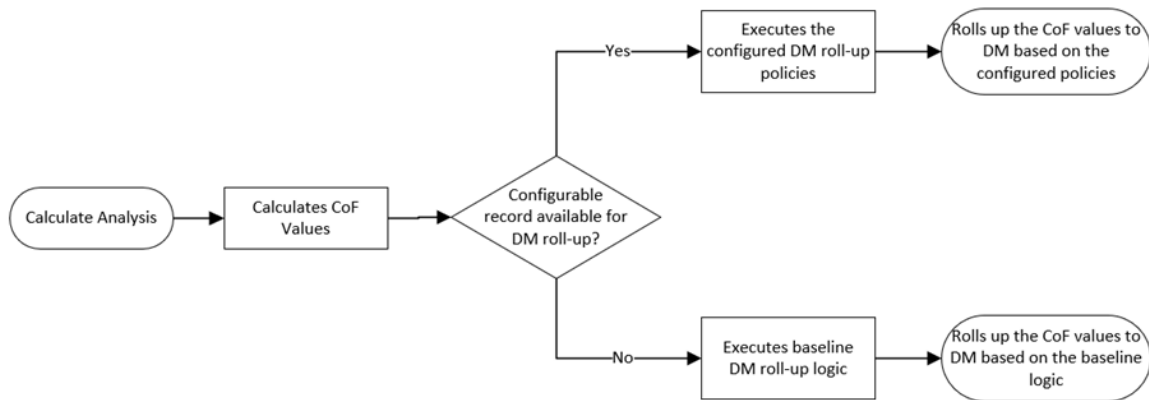 Executes the
configured DM roll-up
policies
Rolls up the CoF values to
DM based on the
configured policies
Yes
Calculate Analysis
Calculates CoF
Values
Configurable
record available for
DM roll-up?
No
Executes baseline
DM roll-up logic
Rolls up the CoF values to
DM based on the baseline
logic